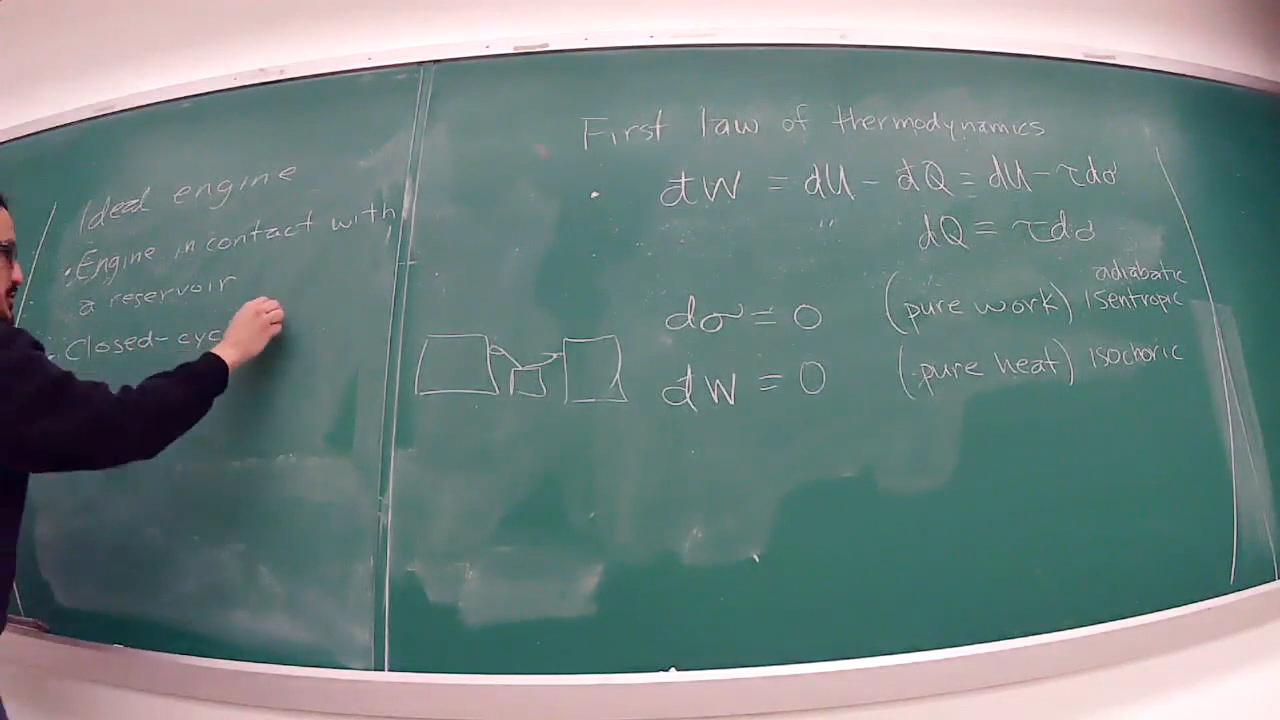 Ideal engine
• Engine in contact with
a reservoir
• Closed-cyc
First law of thermodynamics
• đW = dU - đQ = dU - τdσ
đQ = τdσ
dσ = 0 (pure work) adiabatic isentropic
đW = 0 (pure heat) isochoric